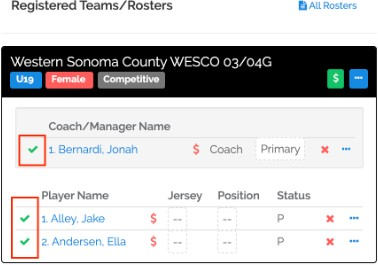 Registered Teams/Rosters All Rosters
Western Sonoma County WESCO 03/04G
U19 Female Competitive $ ...
Coach/Manager Name
1. Bernardi, Jonah $ Coach Primary ...
Player Name Jersey Position Status
1. Alley, Jake $ -- -- P ...
2. Andersen, Ella $ -- -- P ...